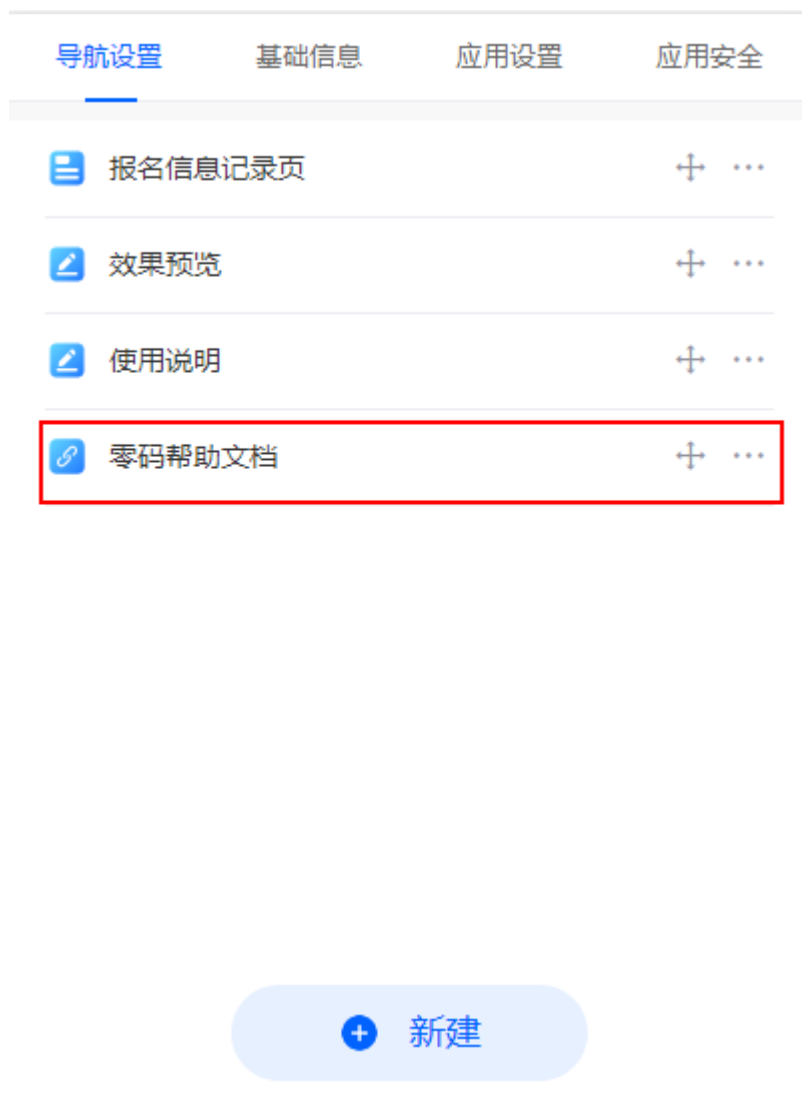 导航设置 基础信息 应用设置 应用安全
报名信息记录页
效果预览
使用说明
零码帮助文档
新建